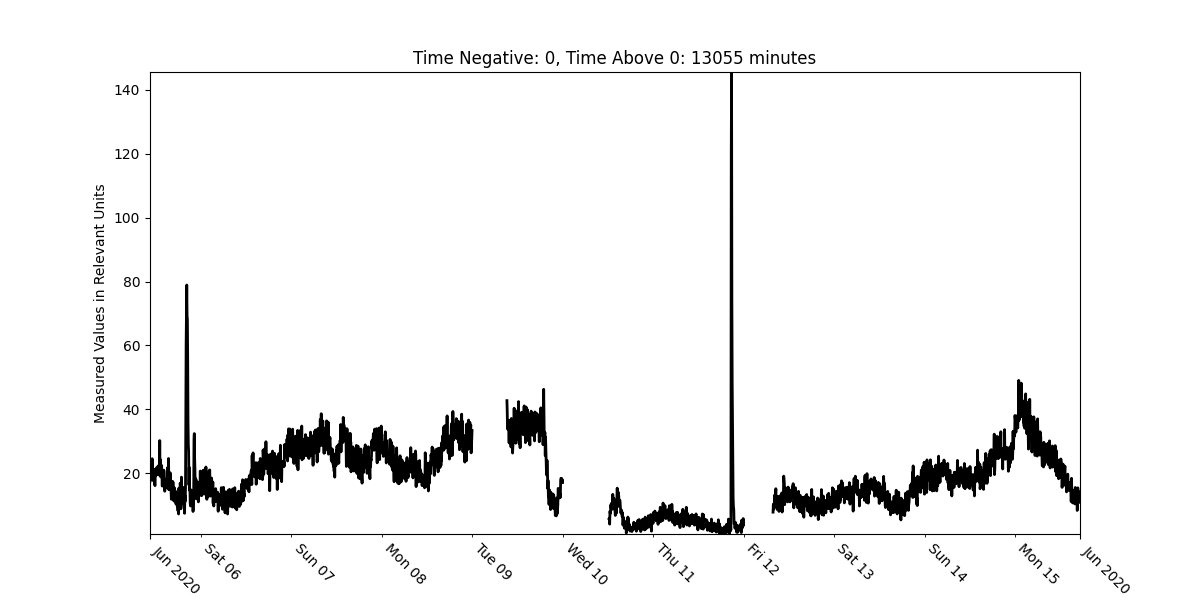 Time Negative: 0, Time Above 0: 13055 minutes
Measured Values in Relevant Units
140
120
100
80
60
40
20
Jun 2020
Sat 06
Sun 07
Mon 08
Tue 09
Wed 10
Thu 11
Fri 12
Sat 13
Sun 14
Mon 15
Jun 2020